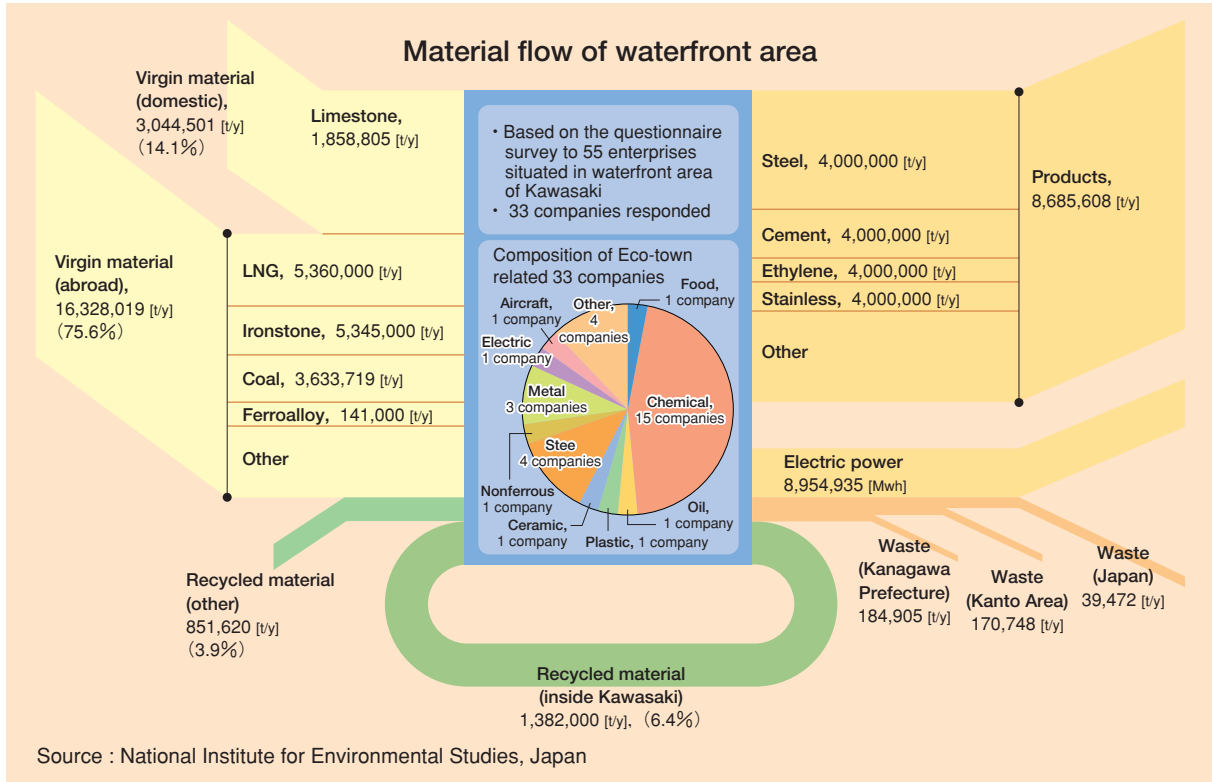 Material flow of waterfront area
Virgin material
(domestic),
3,044,501 [t/y]
(14.1%)
Limestone,
1,858,805 [t/y]
Virgin material
(abroad),
16,328,019 [t/y]
(75.6%)
LNG, 5,360,000 [t/y]
Ironstone, 5,345,000 [t/y]
Coal, 3,633,719 [t/y]
Ferroalloy, 141,000 [t/y]
Other
・Based on the questionnaire
survey to 55 enterprises
situated in waterfront area
of Kawasaki
・33 companies responded
Composition of Eco-town
related 33 companies
Food,
1 company
Chemical,
15 companies
Oil,
1 company
Plastic, 1 company
Ceramic,
1 company
Nonferrous
1 company
Stee
4 companies
Metal
3 companies
Electric
1 company
Aircraft,
1 company
Other,
4
companies
Steel, 4,000,000 [t/y]
Cement, 4,000,000 [t/y]
Ethylene, 4,000,000 [t/y]
Stainless, 4,000,000 [t/y]
Other
Products,
8,685,608 [t/y]
Electric power
8,954,935 [Mwh]
Waste
(Kanagawa
Prefecture)
184,905 [t/y]
Waste
(Kanto Area)
170,748 [t/y]
Waste
(Japan)
39,472 [t/y]
Recycled material
(other)
851,620 [t/y]
(3.9%)
Recycled material
(inside Kawasaki)
1,382,000 [t/y], (6.4%)
Source : National Institute for Environmental Studies, Japan